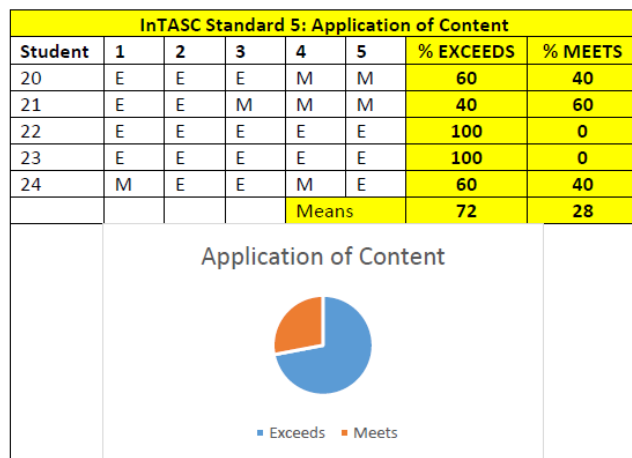 InTASC Standard 5: Application of Content
Student 1 2 3 4 5 % EXCEEDS % MEETS
20 E E E M M 60 40
21 E E M M M 40 60
22 E E E E E 100 0
23 E E E E E 100 0
24 M E E M E 60 40
Means 72 28
Application of Content
Exceeds Meets